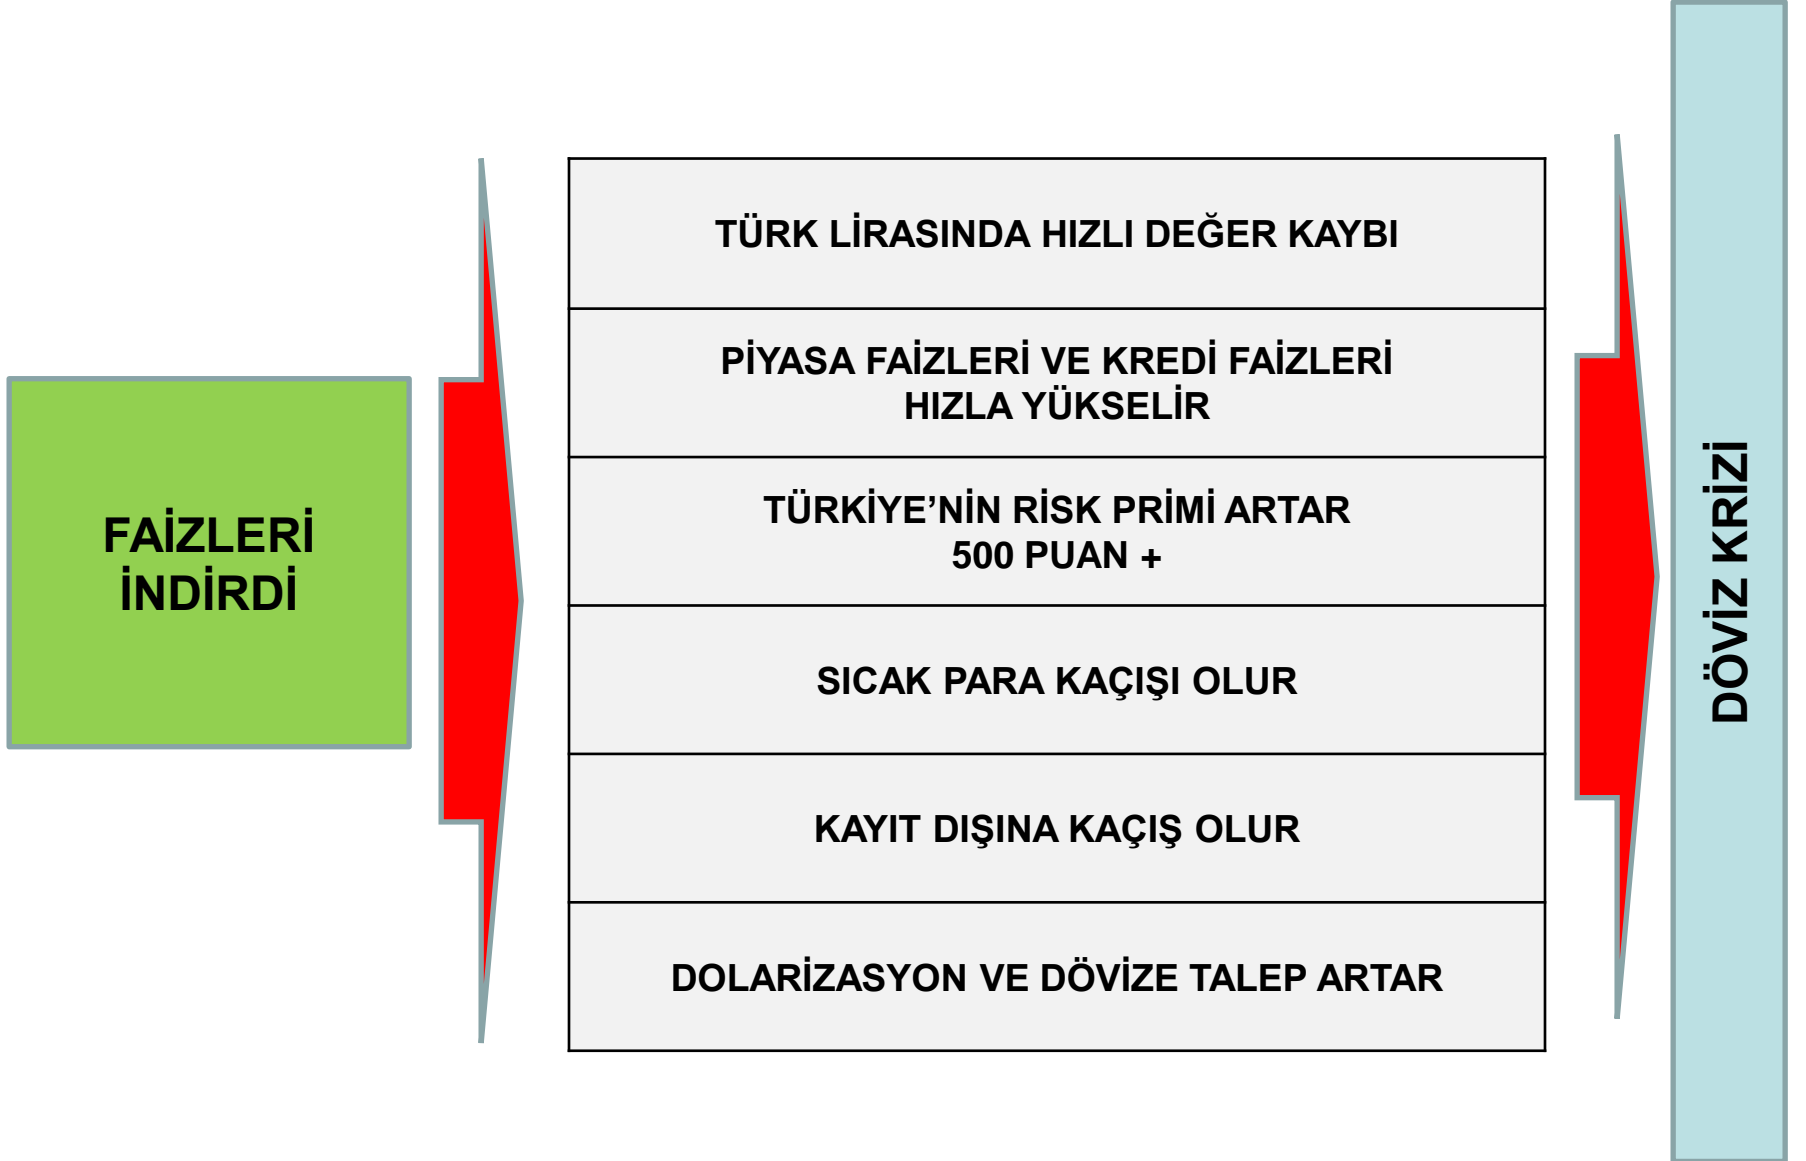 FAİZLERİ
İNDİRDİ
TÜRK LİRASINDA HIZLI DEĞER KAYBI
PİYASA FAİZLERİ VE KREDİ FAİZLERİ
HIZLA YÜKSELİR
TÜRKİYE’NİN RİSK PRİMİ ARTAR
500 PUAN +
SICAK PARA KAÇIŞI OLUR
KAYIT DIŞINA KAÇIŞ OLUR
DOLARİZASYON VE DÖVİZE TALEP ARTAR
DÖVİZ KRİZİ